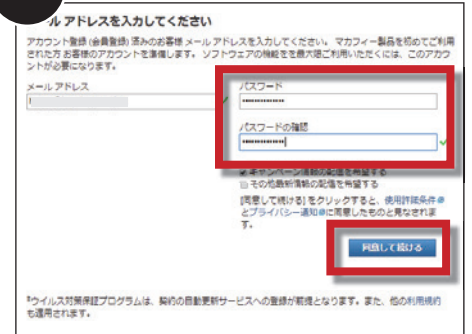 ール アドレスを入力してください
アカウント登録 (会員登録) 済みのお客様 メール アドレスを入力してください。 マカフィー製品を初めてご利用
された方 お客様のアカウントを準備します。 ソフトウェアの機能をを最大限ご利用いただくには、このアカウ
ントが必要になります。
メール アドレス
パスワード
パスワードの確認
キャンペーン情報の配信を希望する
その他最新情報の配信を希望する
[同意して続ける] をクリックすると、使用許諾条件
とプライバシー通知に同意したものと見なされま
す。
同意して続ける
†ウイルス対策保証プログラムは、契約の自動更新サービスへの登録が前提となります。また、他の利用規約
も適用されます。